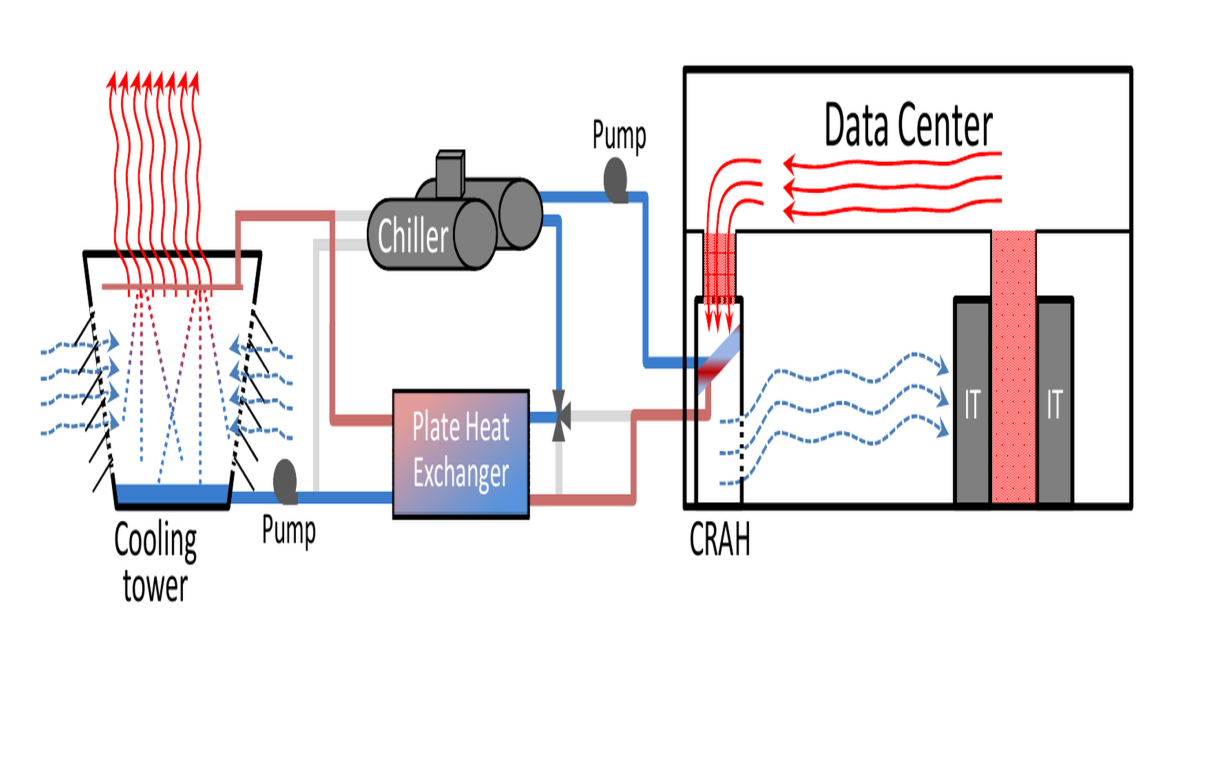 Data Center
Pump
Chiller
Plate Heat
Exchanger
IT
IT
Pump
Cooling
tower
CRAH